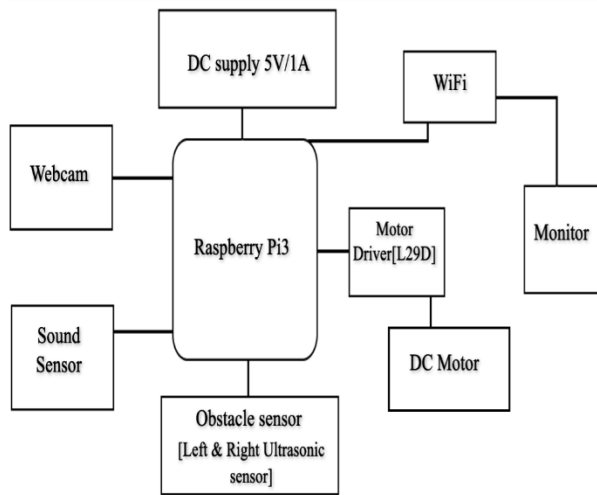 DC supply 5V/1A
WiFi
Webcam
Raspberry Pi3
Motor
Driver[L29D]
Monitor
Sound
Sensor
DC Motor
Obstacle sensor
[Left & Right Ultrasonic
sensor]